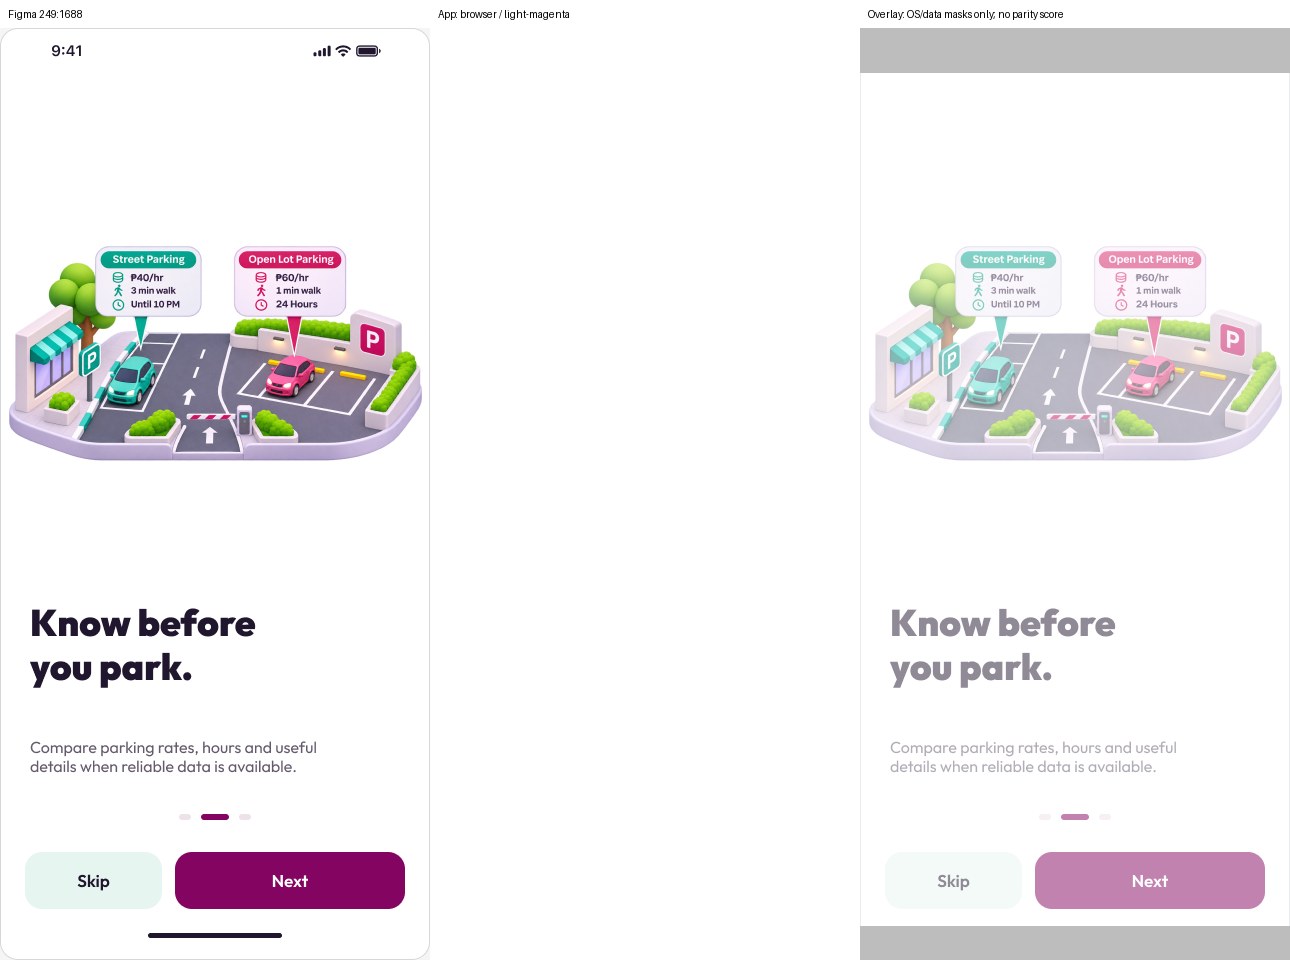 Figma 249:1688
App: browser / light-magenta
Overlay: OS/data masks only; no parity score
9:41
Street Parking
₱40/hr
3 min walk
Until 10 PM
Open Lot Parking
₱60/hr
1 min walk
24 Hours
P
P
Know before
you park.
Compare parking rates, hours and useful
details when reliable data is available.
Skip
Next
Street Parking
₱40/hr
3 min walk
Until 10 PM
Open Lot Parking
₱60/hr
1 min walk
24 Hours
P
P
Know before
you park.
Compare parking rates, hours and useful
details when reliable data is available.
Skip
Next